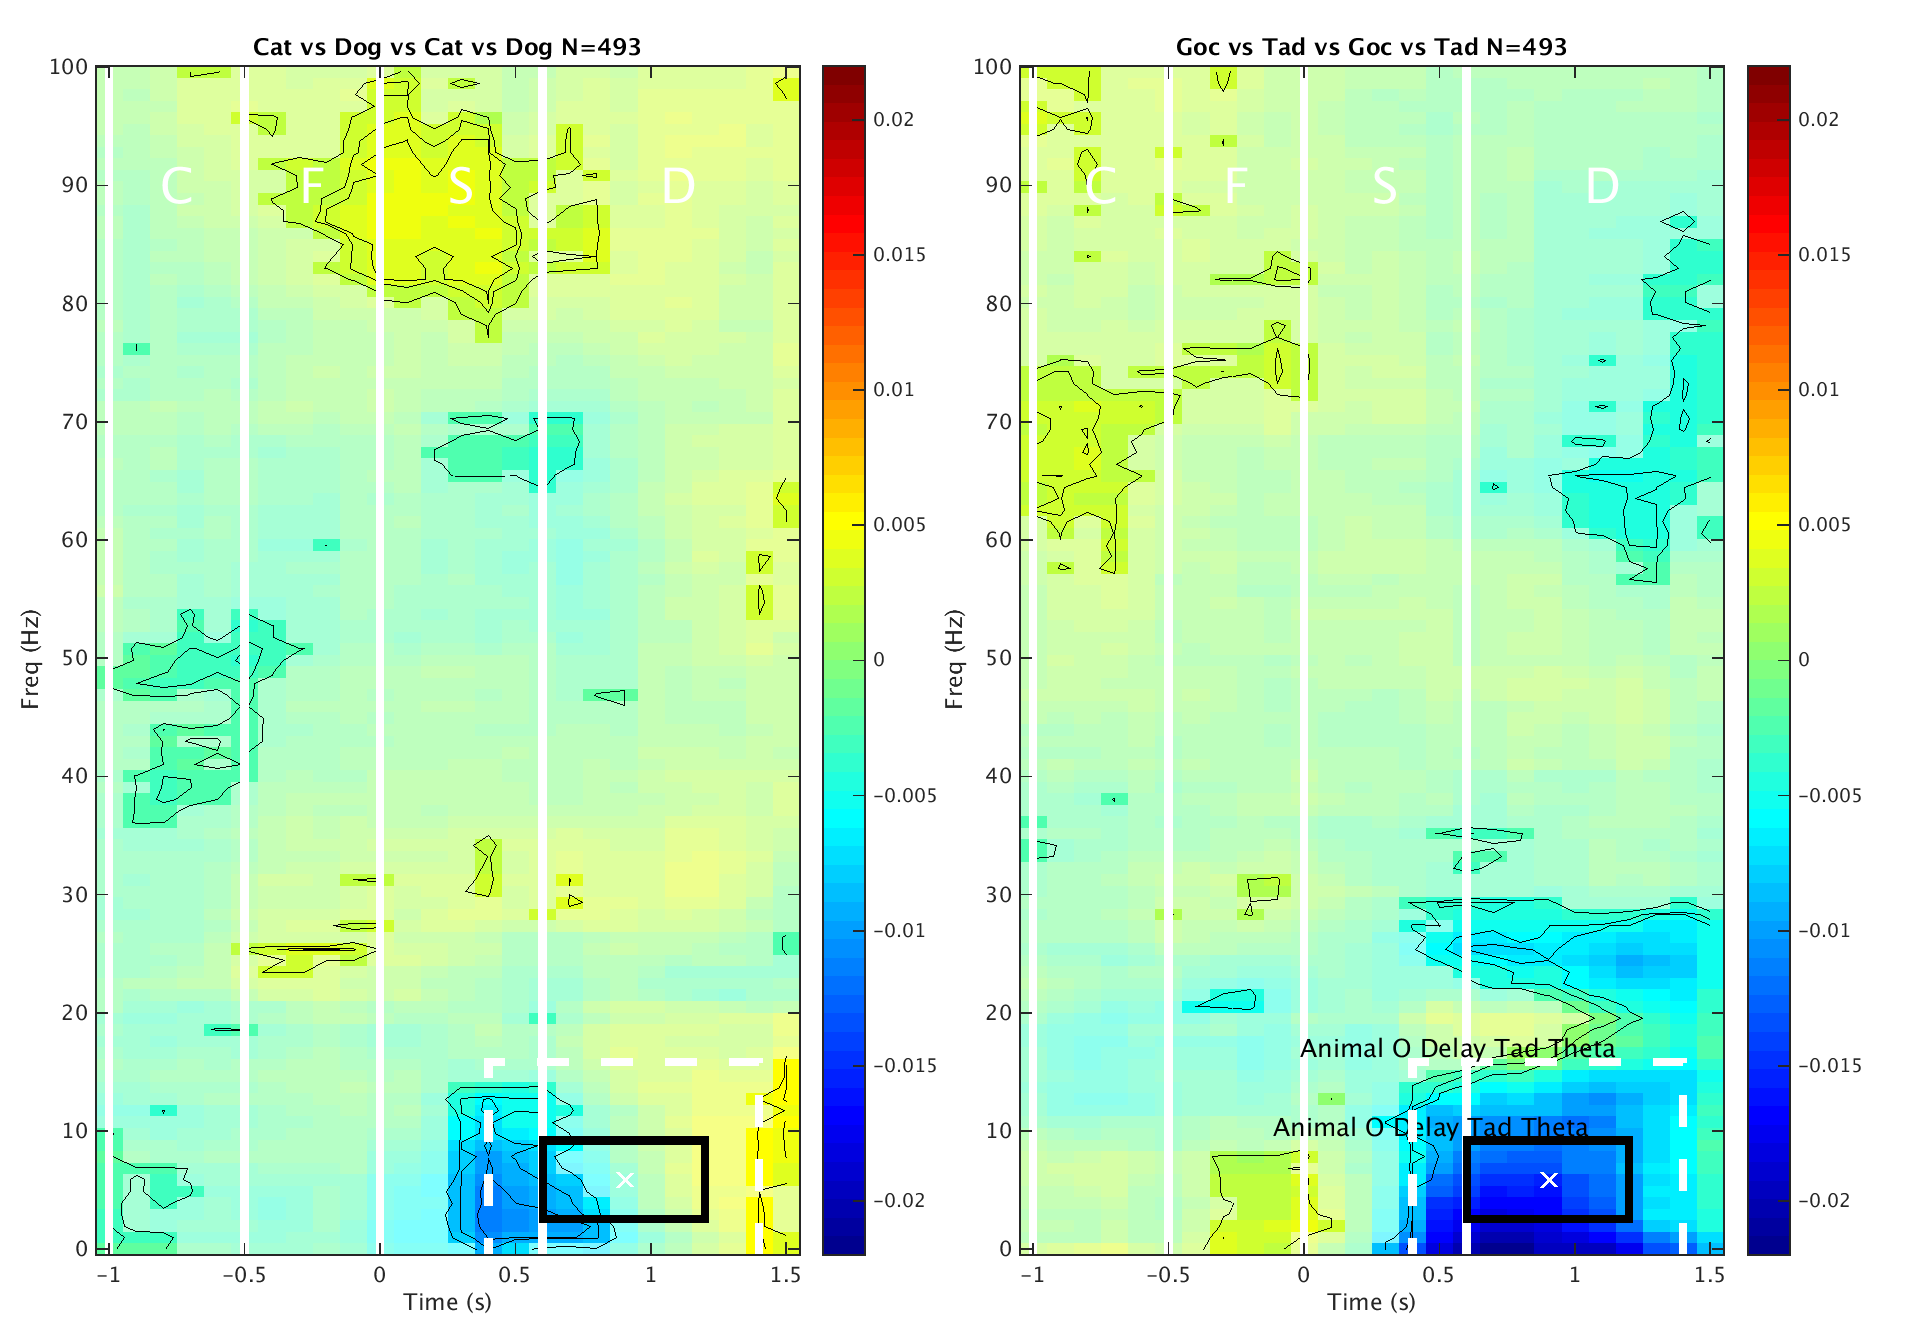 Cat vs Dog vs Cat vs Dog N=493
100
90
80
70
60
50
40
30
20
10
0
Freq (Hz)
C F S D
-1 -0.5 0 0.5 1 1.5
Time (s)
0.02
0.015
0.01
0.005
0
-0.005
-0.01
-0.015
-0.02
x
Goc vs Tad vs Goc vs Tad N=493
100
90
80
70
60
50
40
30
20
10
0
Freq (Hz)
C F S D
Animal O Delay Tad Theta
Animal O Delay Tad Theta
x
-1 -0.5 0 0.5 1 1.5
Time (s)
0.02
0.015
0.01
0.005
0
-0.005
-0.01
-0.015
-0.02